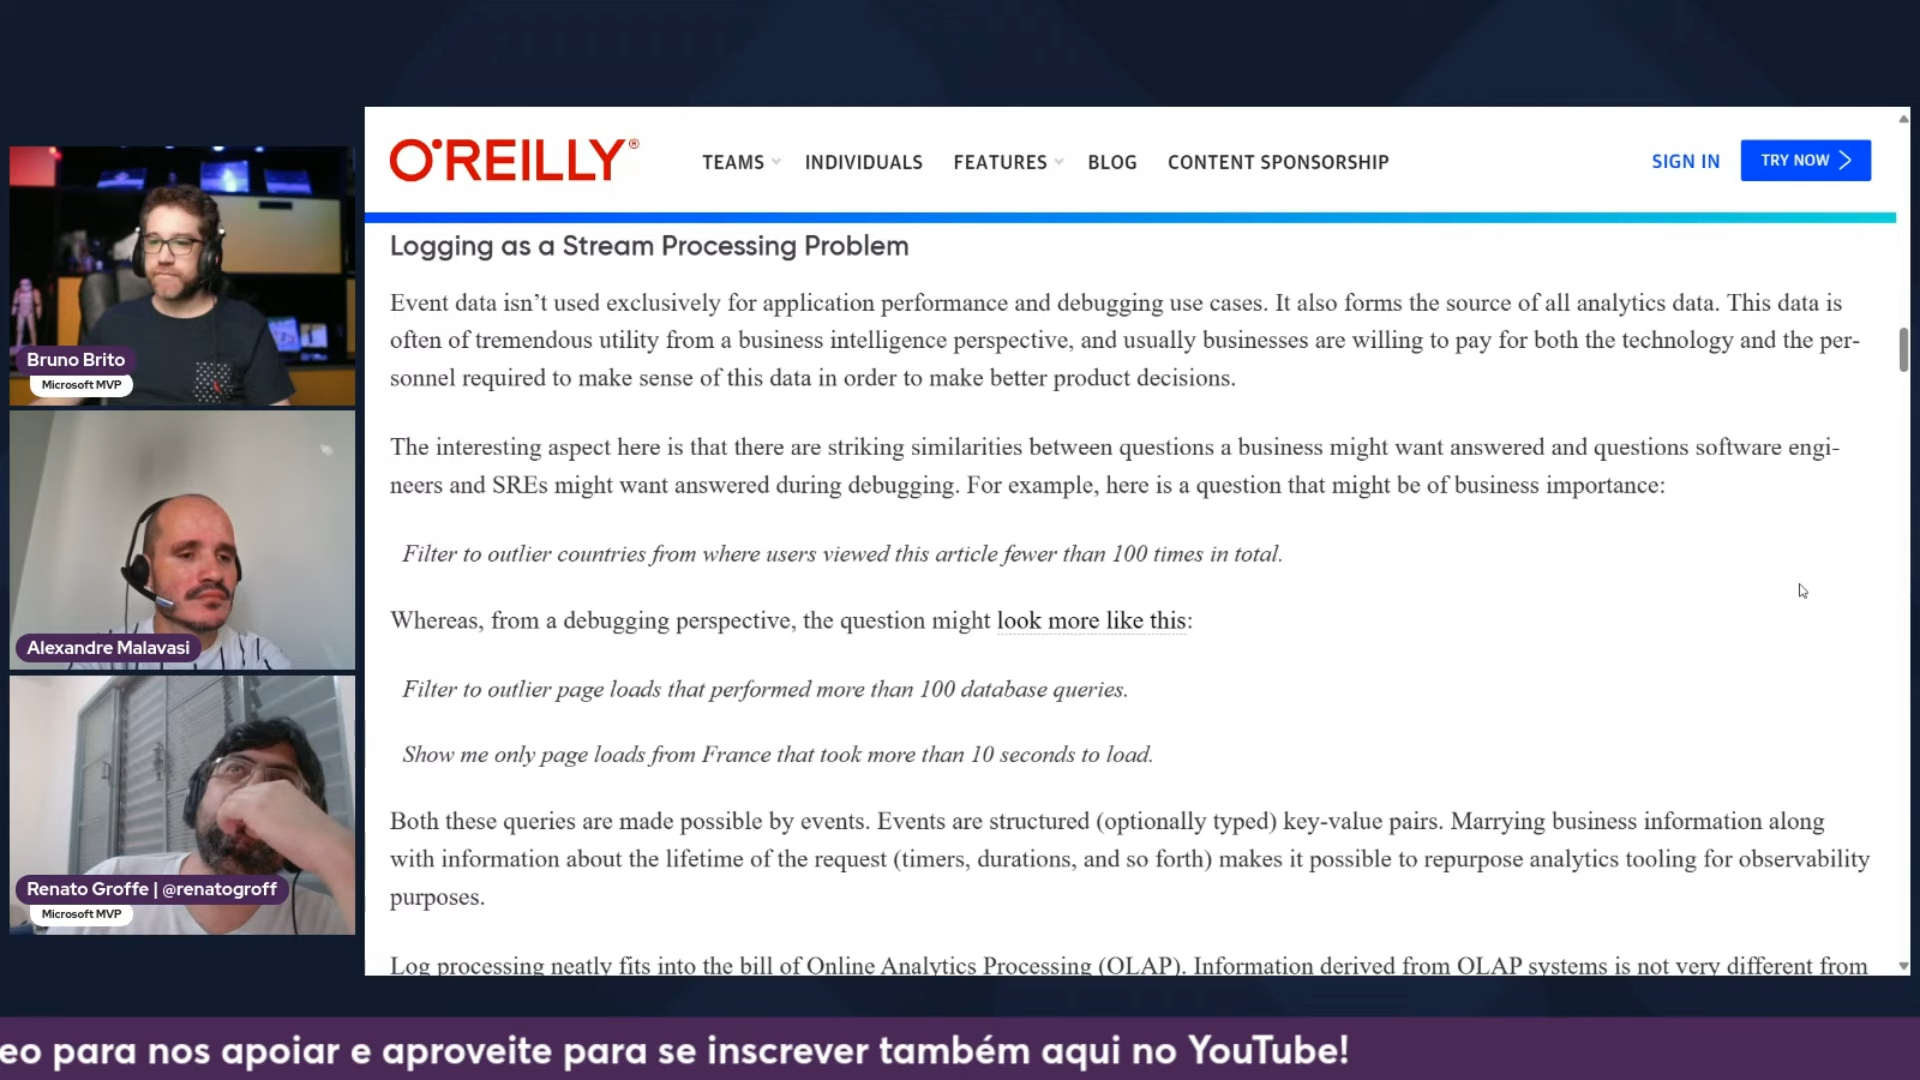 O'REILLY®
TEAMS
INDIVIDUALS
FEATURES
BLOG
CONTENT SPONSORSHIP
SIGN IN
TRY NOW
Logging as a Stream Processing Problem
Event data isn’t used exclusively for application performance and debugging use cases. It also forms the source of all analytics data. This data is
often of tremendous utility from a business intelligence perspective, and usually businesses are willing to pay for both the technology and the per-
sonnel required to make sense of this data in order to make better product decisions.
The interesting aspect here is that there are striking similarities between questions a business might want answered and questions software engi-
neers and SREs might want answered during debugging. For example, here is a question that might be of business importance:
Filter to outlier countries from where users viewed this article fewer than 100 times in total.
Whereas, from a debugging perspective, the question might look more like this:
Filter to outlier page loads that performed more than 100 database queries.
Show me only page loads from France that took more than 10 seconds to load.
Both these queries are made possible by events. Events are structured (optionally typed) key-value pairs. Marrying business information along
with information about the lifetime of the request (timers, durations, and so forth) makes it possible to repurpose analytics tooling for observability
purposes.
Log processing neatly fits into the bill of Online Analytics Processing (OLAP). Information derived from OLAP systems is not very different from
Bruno Brito
Microsoft MVP
Alexandre Malavasi
Renato Groffe | @renatogroff
Microsoft MVP
eo para nos apoiar e aproveite para se inscrever também aqui no YouTube!